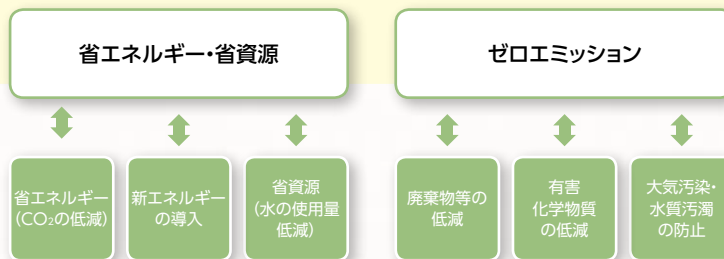 省エネルギー・省資源
ゼロエミッション
省エネルギー
(CO₂の低減)
新エネルギー
の導入
省資源
(水の使用量
低減)
廃棄物等の
低減
有害
化学物質
の低減
大気汚染・
水質汚濁
の防止